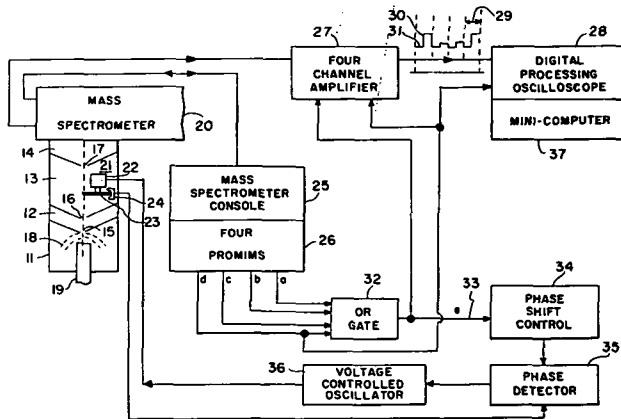 27
FOUR
CHANNEL
AMPLIFIER
30
31
29
28
DIGITAL
PROCESSING
OSCILLOSCOPE
MINI-COMPUTER
37
MASS
SPECTROMETER
20
14
13
12
18
11
17
21
22
24
23
16
15
19
MASS
SPECTROMETER
CONSOLE
25
FOUR
PROMIMS
26
d c b a
32
OR
GATE
e
33
34
PHASE
SHIFT
CONTROL
35
PHASE
DETECTOR
36
VOLTAGE
CONTROLLED
OSCILLATOR